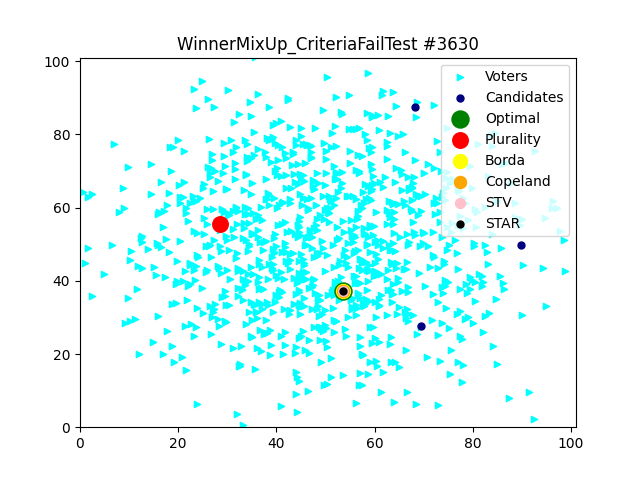 WinnerMixUp_CriteriaFailTest #3630
100
80
60
40
20
0
0
20
40
60
80
100
Voters
Candidates
Optimal
Plurality
Borda
Copeland
STV
STAR